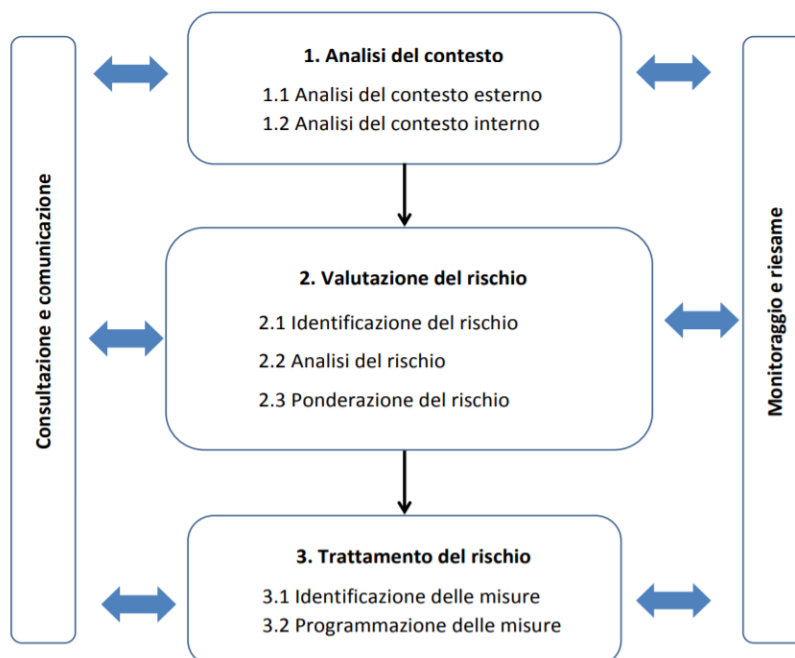 Consultazione e comunicazione
1. Analisi del contesto
1.1 Analisi del contesto esterno
1.2 Analisi del contesto interno
2. Valutazione del rischio
2.1 Identificazione del rischio
2.2 Analisi del rischio
2.3 Ponderazione del rischio
3. Trattamento del rischio
3.1 Identificazione delle misure
3.2 Programmazione delle misure
Monitoraggio e riesame